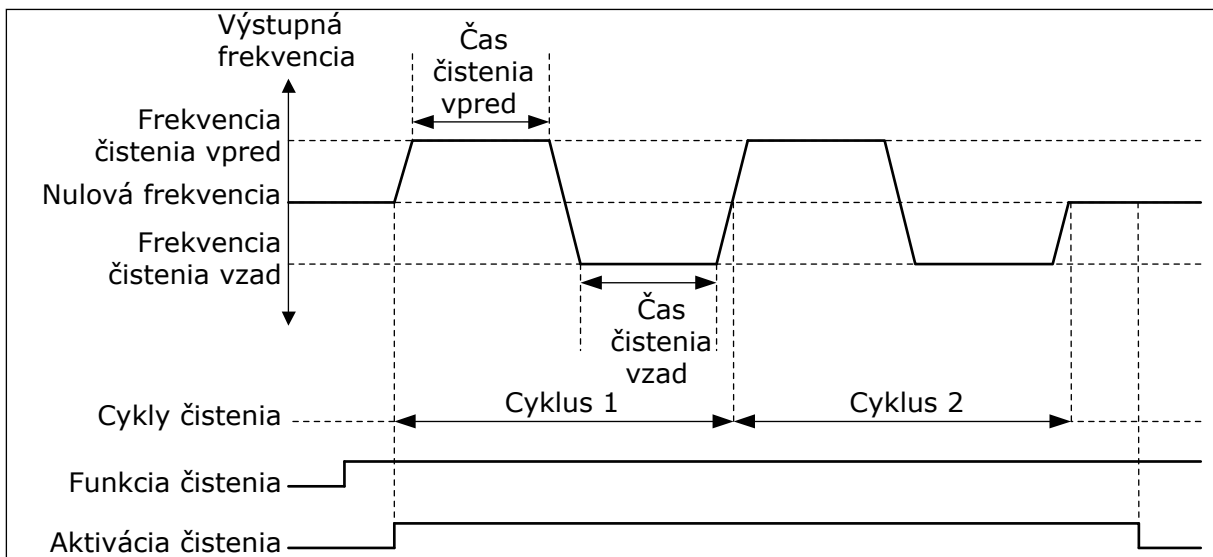 Výstupná
frekvencia
Čas
čistenia
vpred
Frekvencia
čistenia vpred
Nulová frekvencia
Frekvencia
čistenia vzad
Čas
čistenia
vzad
Cykly čistenia
Cyklus 1
Cyklus 2
Funkcia čistenia
Aktivácia čistenia